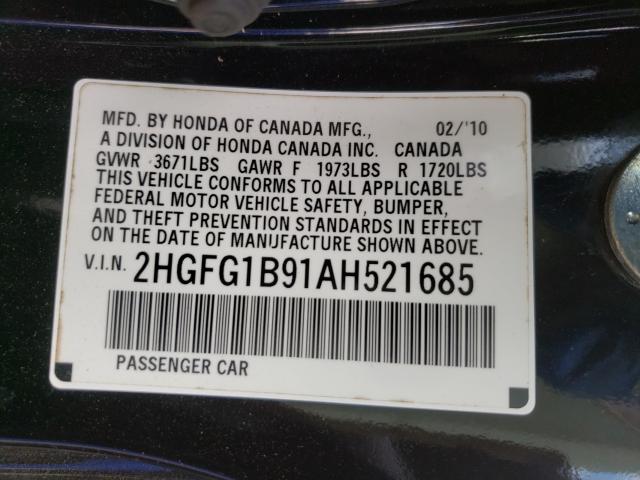 MFD. BY HONDA OF CANADA MFG., 02/'10
A DIVISION OF HONDA CANADA INC. CANADA
GVWR 3671LBS GAWR F 1973LBS R 1720LBS
THIS VEHICLE CONFORMS TO ALL APPLICABLE
FEDERAL MOTOR VEHICLE SAFETY, BUMPER,
AND THEFT PREVENTION STANDARDS IN EFFECT
ON THE DATE OF MANUFACTURE SHOWN ABOVE.
V.I.N. 2HGFG1B91AH521685
PASSENGER CAR